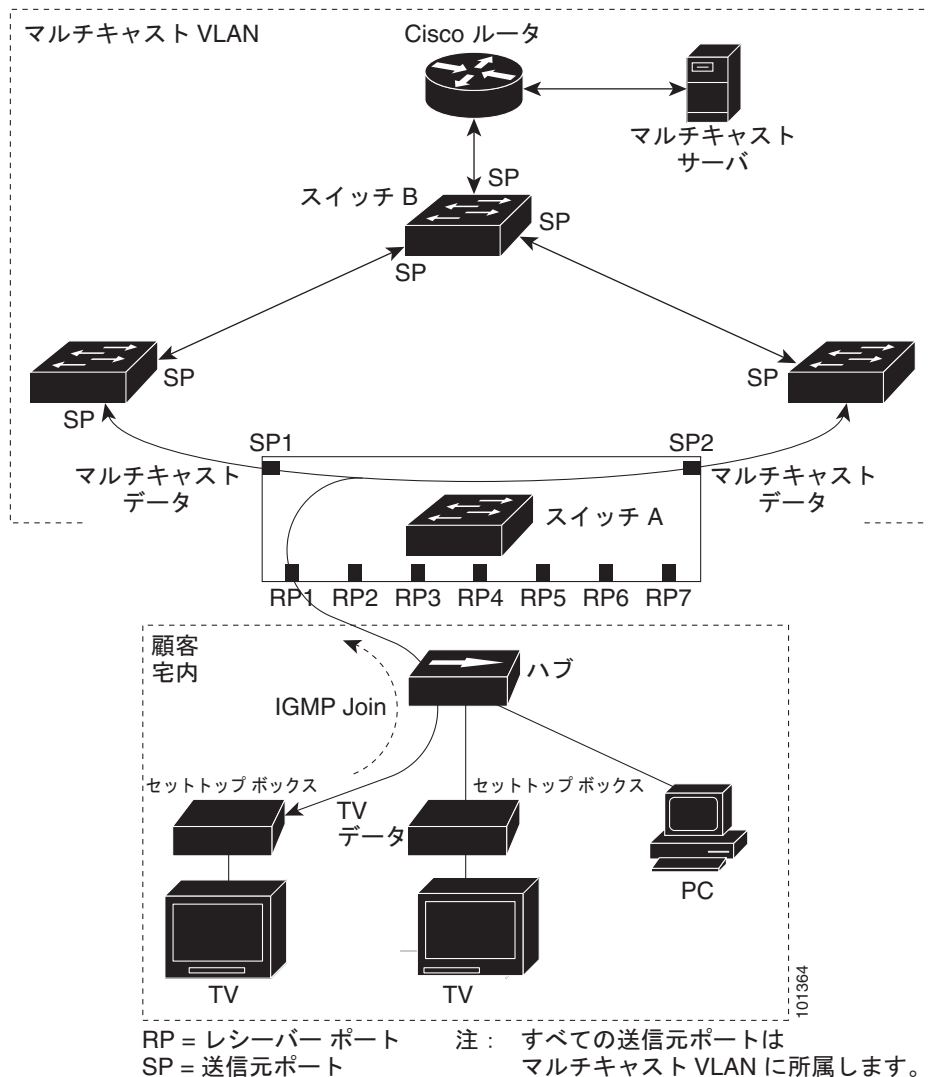 マルチキャスト VLAN
Cisco ルータ
マルチキャスト
サーバ
スイッチ B
SP
SP
SP
SP
SP
SP
SP1
SP2
マルチキャスト
データ
マルチキャスト
データ
スイッチ A
RP1 RP2 RP3 RP4 RP5 RP6 RP7
顧客
宅内
ハブ
IGMP Join
セットトップ ボックス
セットトップ ボックス
TV
データ
PC
TV
TV
101364
RP = レシーバー ポート
SP = 送信元ポート
注 : すべての送信元ポートは
マルチキャスト VLAN に所属します。